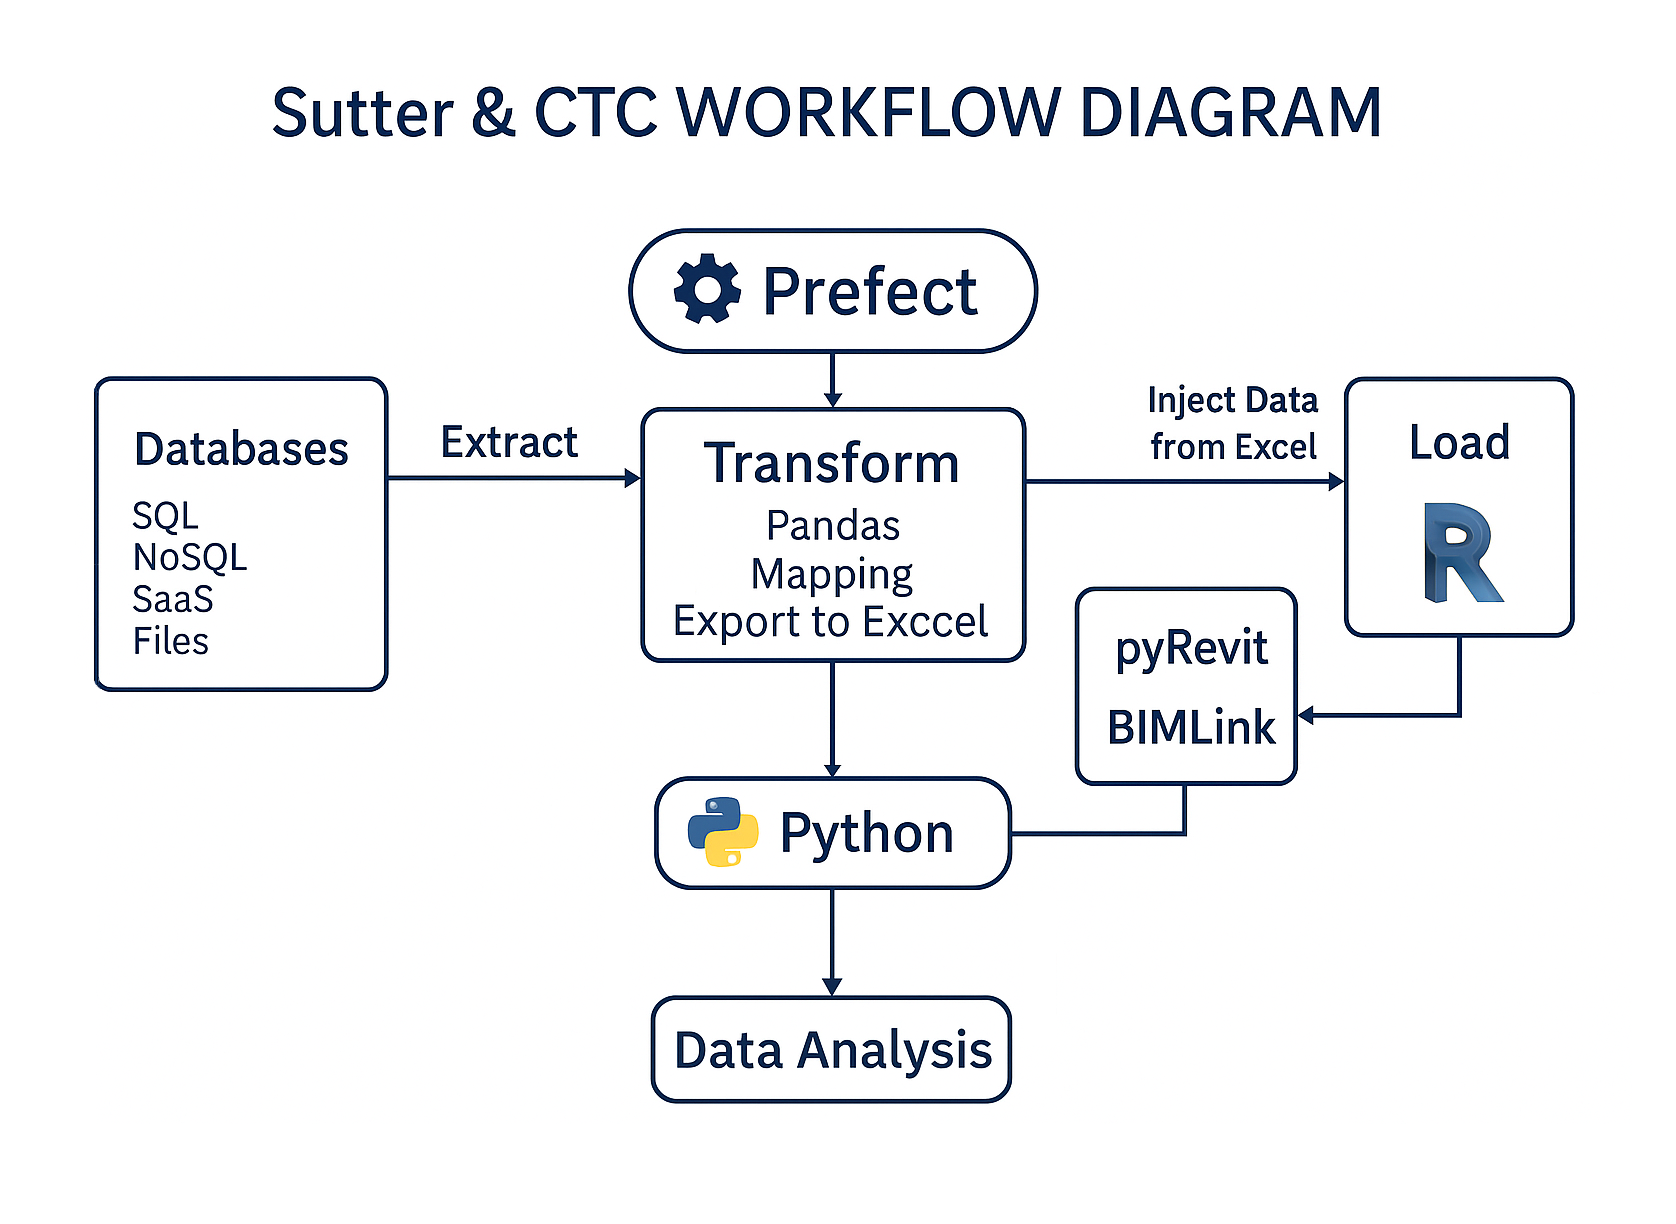 Sutter & CTC WORKFLOW DIAGRAM
Prefect
Databases
SQL
NoSQL
SaaS
Files
Extract
Transform
Pandas
Mapping
Export to Exccel
Inject Data
from Excel
Load
R
pyRevit
BIMLink
Python
Data Analysis